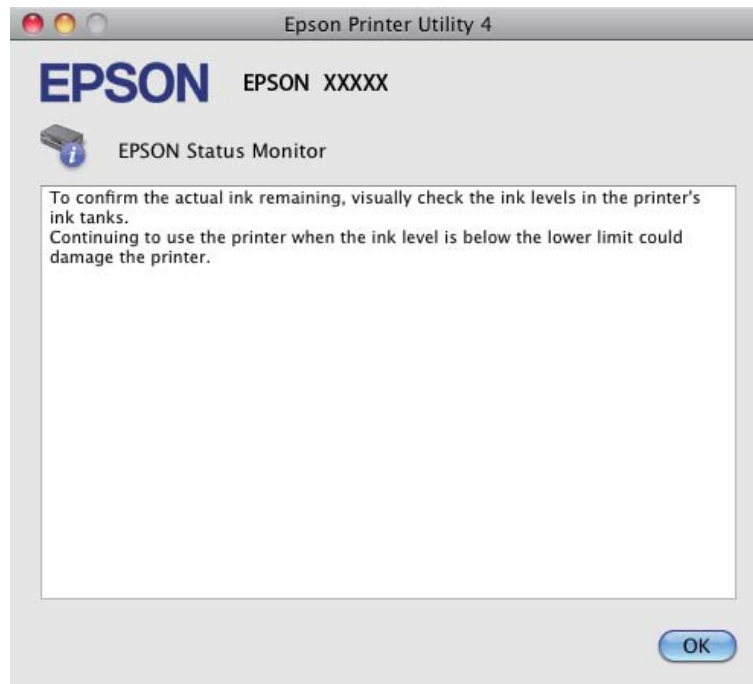 Epson Printer Utility 4
EPSON EPSON XXXXX
EPSON Status Monitor
To confirm the actual ink remaining, visually check the ink levels in the printer's
ink tanks.
Continuing to use the printer when the ink level is below the lower limit could
damage the printer.
OK